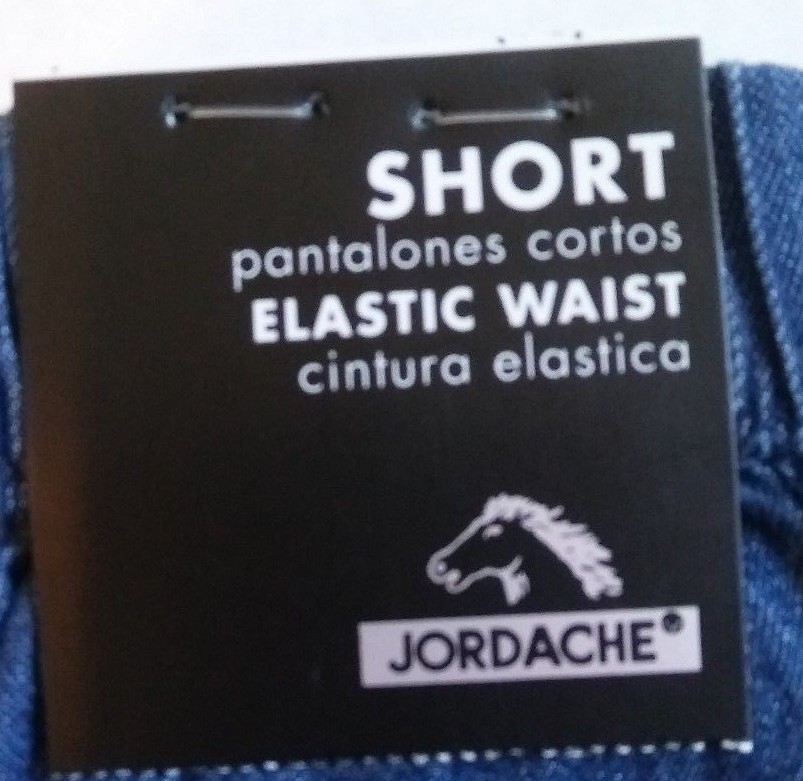 SHORT
pantalones cortos
ELASTIC WAIST
cintura elastica
JORDACHE®